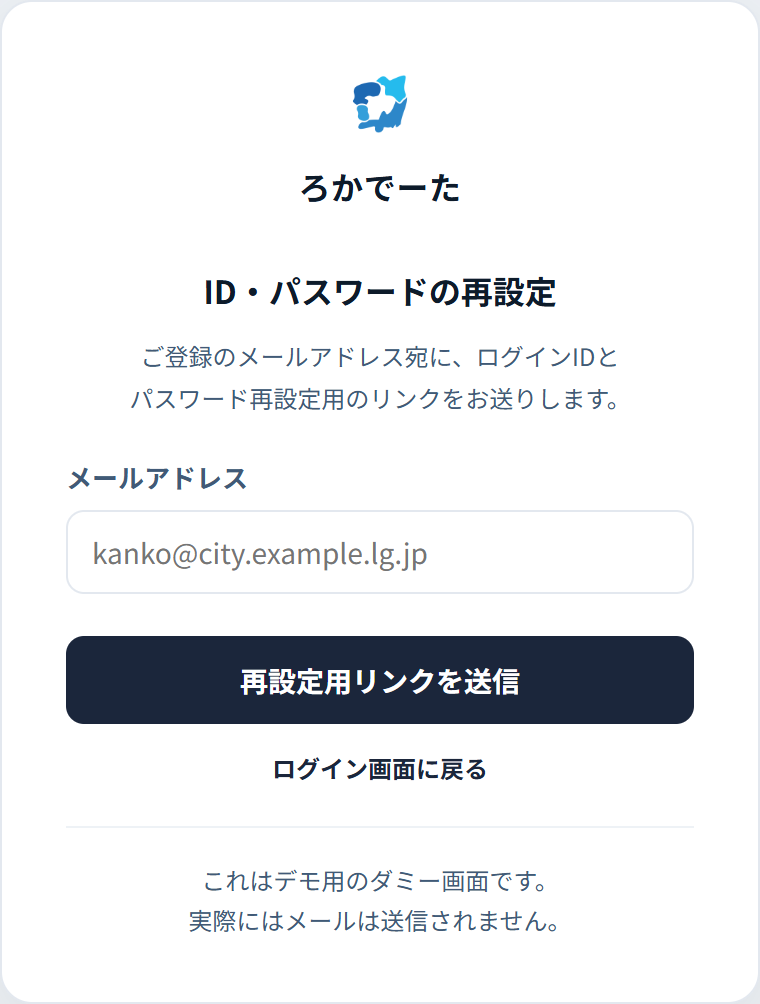 ろかでーた
ID・パスワードの再設定
ご登録のメールアドレス宛に、ログインIDと
パスワード再設定用のリンクをお送りします。
メールアドレス
kanko@city.example.lg.jp
再設定用リンクを送信
ログイン画面に戻る
これはデモ用のダミー画面です。
実際にはメールは送信されません。